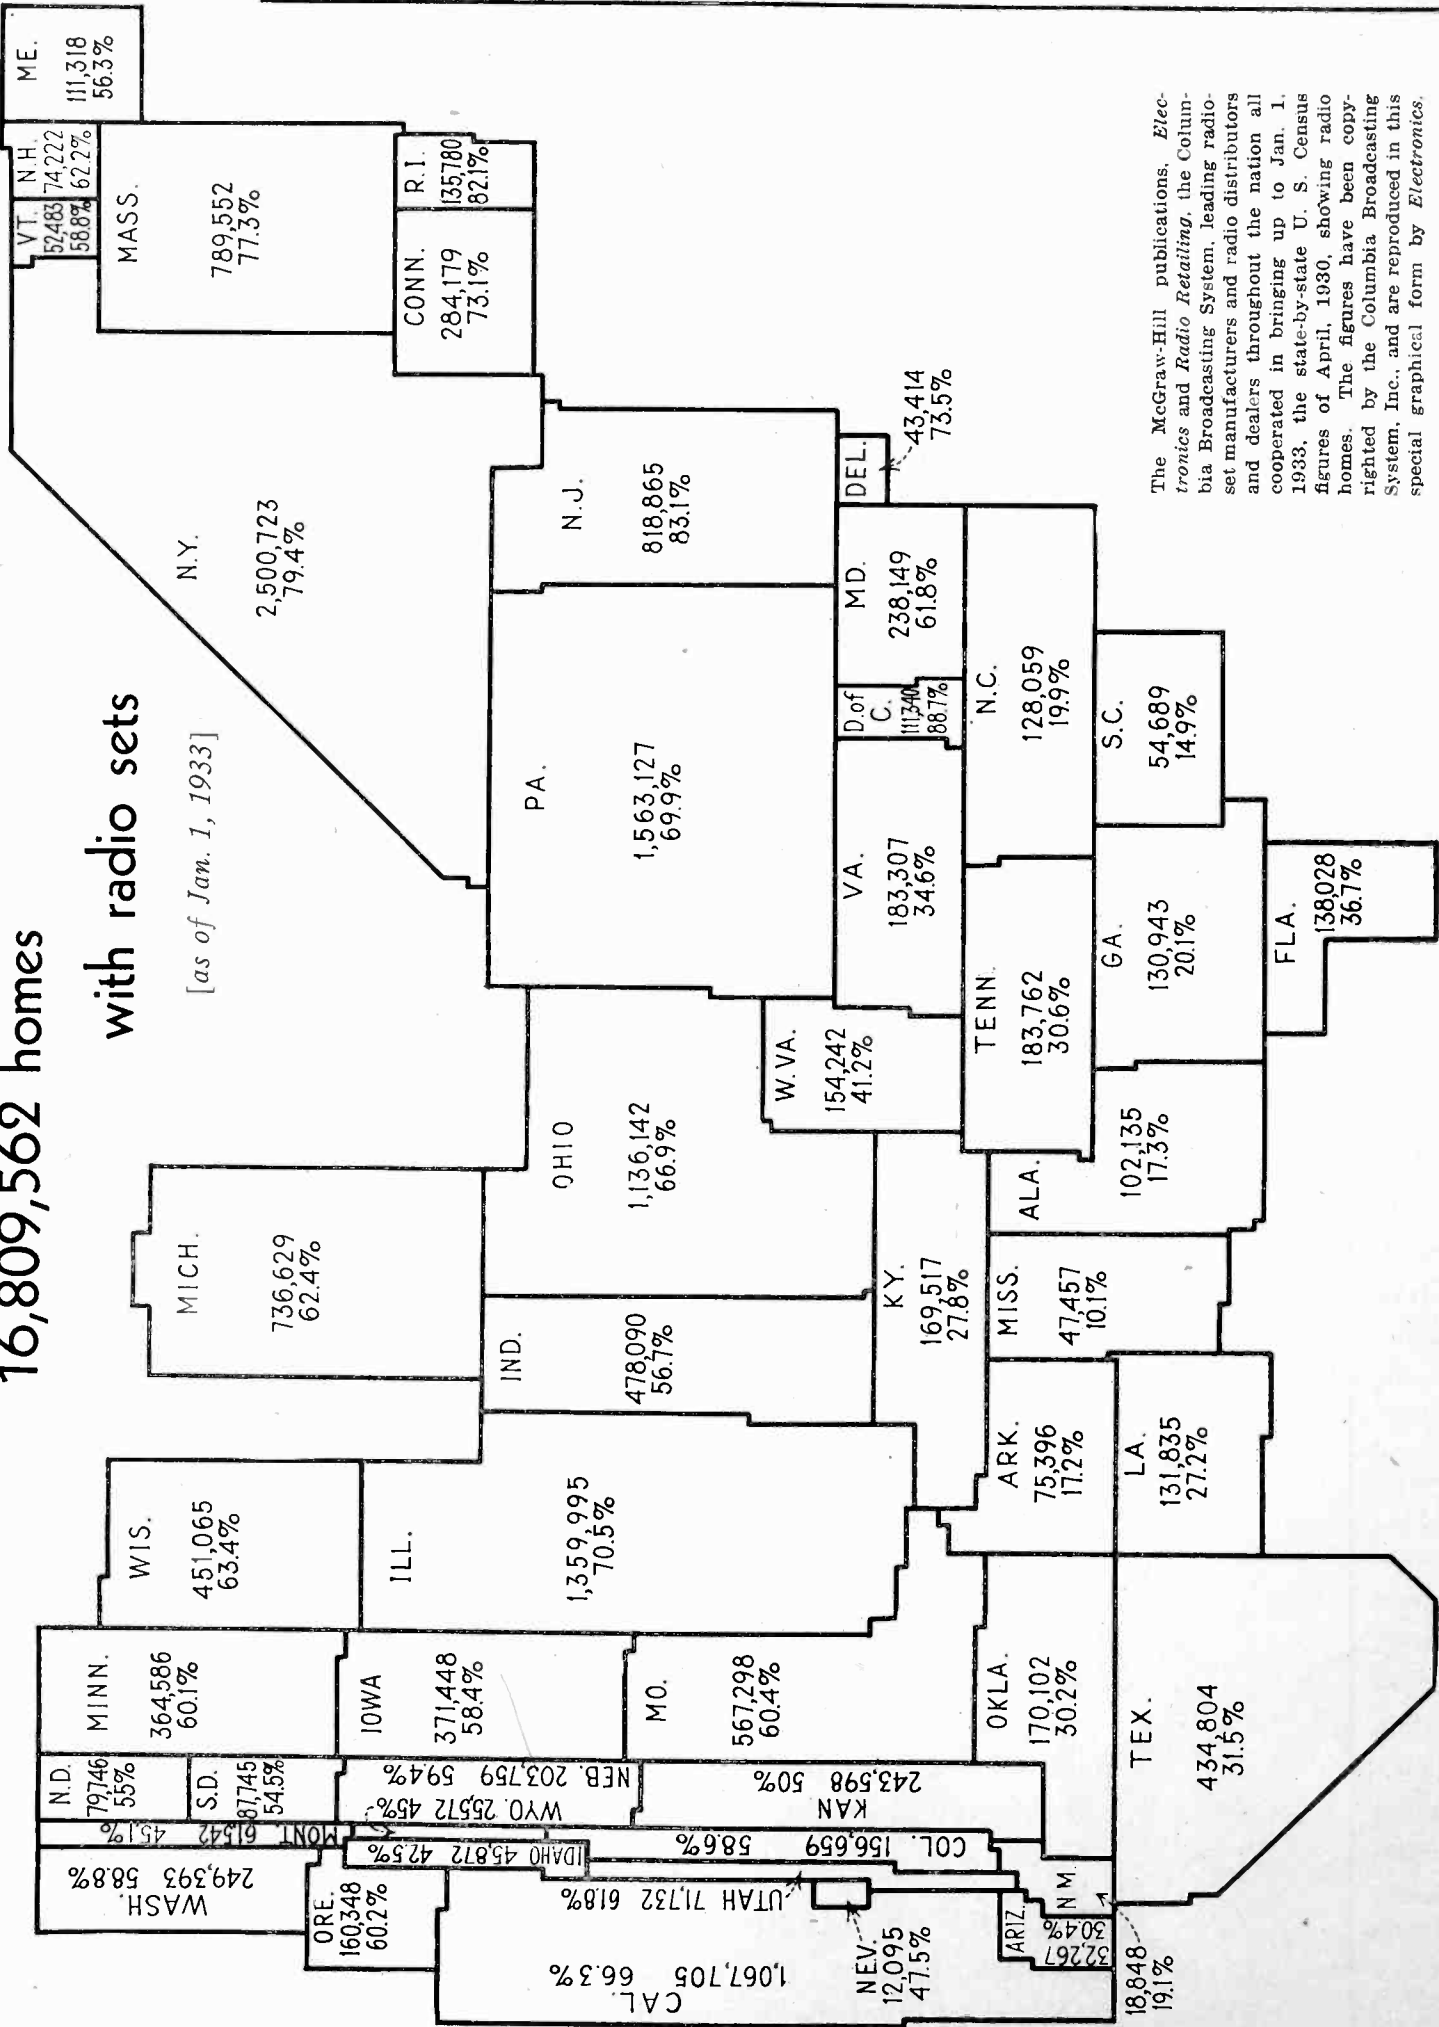 16,809,562 homes
with radio sets
[as of Jan. 1, 1933]
ME.
111,318
56.3%
N.H.
74,222
62.2%
VT.
52,483
58.8%
MASS.
789,552
77.3%
R.I.
135,780
82.1%
CONN.
284,179
73.1%
N.Y.
2,500,723
79.4%
N.J.
818,865
83.1%
PA.
1,563,127
69.9%
DEL.
43,414
73.5%
MD.
238,149
61.8%
D.of
C.
111,340
88.7%
VA.
183,307
34.6%
W.VA.
154,242
41.2%
N.C.
128,059
19.9%
S.C.
54,689
14.9%
TENN.
183,762
30.6%
GA.
130,943
20.1%
FLA.
138,028
36.7%
ALA.
102,135
17.3%
MISS.
47,457
10.1%
KY.
169,517
27.8%
OHIO
1,136,142
66.9%
MICH.
736,629
62.4%
IND.
478,090
56.7%
WIS.
451,065
63.4%
ILL.
1,359,995
70.5%
ARK.
75,396
17.2%
LA.
131,835
27.2%
MINN.
364,586
60.1%
IOWA
371,448
58.4%
MO.
567,298
60.4%
OKLA.
170,102
30.2%
TEX.
434,804
31.5%
N.D.
79,746
55%
S.D.
87,745
54.5%
NEB. 203,759 59.4%
WYO. 25,572 45%
KAN
243,598 50%
MONT. 61,542 45.1%
IDAHO 45,872 42.5%
COL. 156,659 58.6%
UTAH 71,732 61.8%
WASH.
249,393 58.8%
ORE.
160,348
60.2%
CAL.
1,067,705 66.3%
NEV.
12,095
47.5%
ARIZ.
32,267
30.4%
N M.
18,848
19.1%
The McGraw-Hill publications, Elec-
tronics and Radio Retailing, the Colum-
bia Broadcasting System, leading radio-
set manufacturers and radio distributors
and dealers throughout the nation all
cooperated in bringing up to Jan. 1,
1933, the state-by-state U. S. Census
figures of April, 1930, showing radio
homes. The figures have been copy-
righted by the Columbia Broadcasting
System, Inc., and are reproduced in this
special graphical form by Electronics.